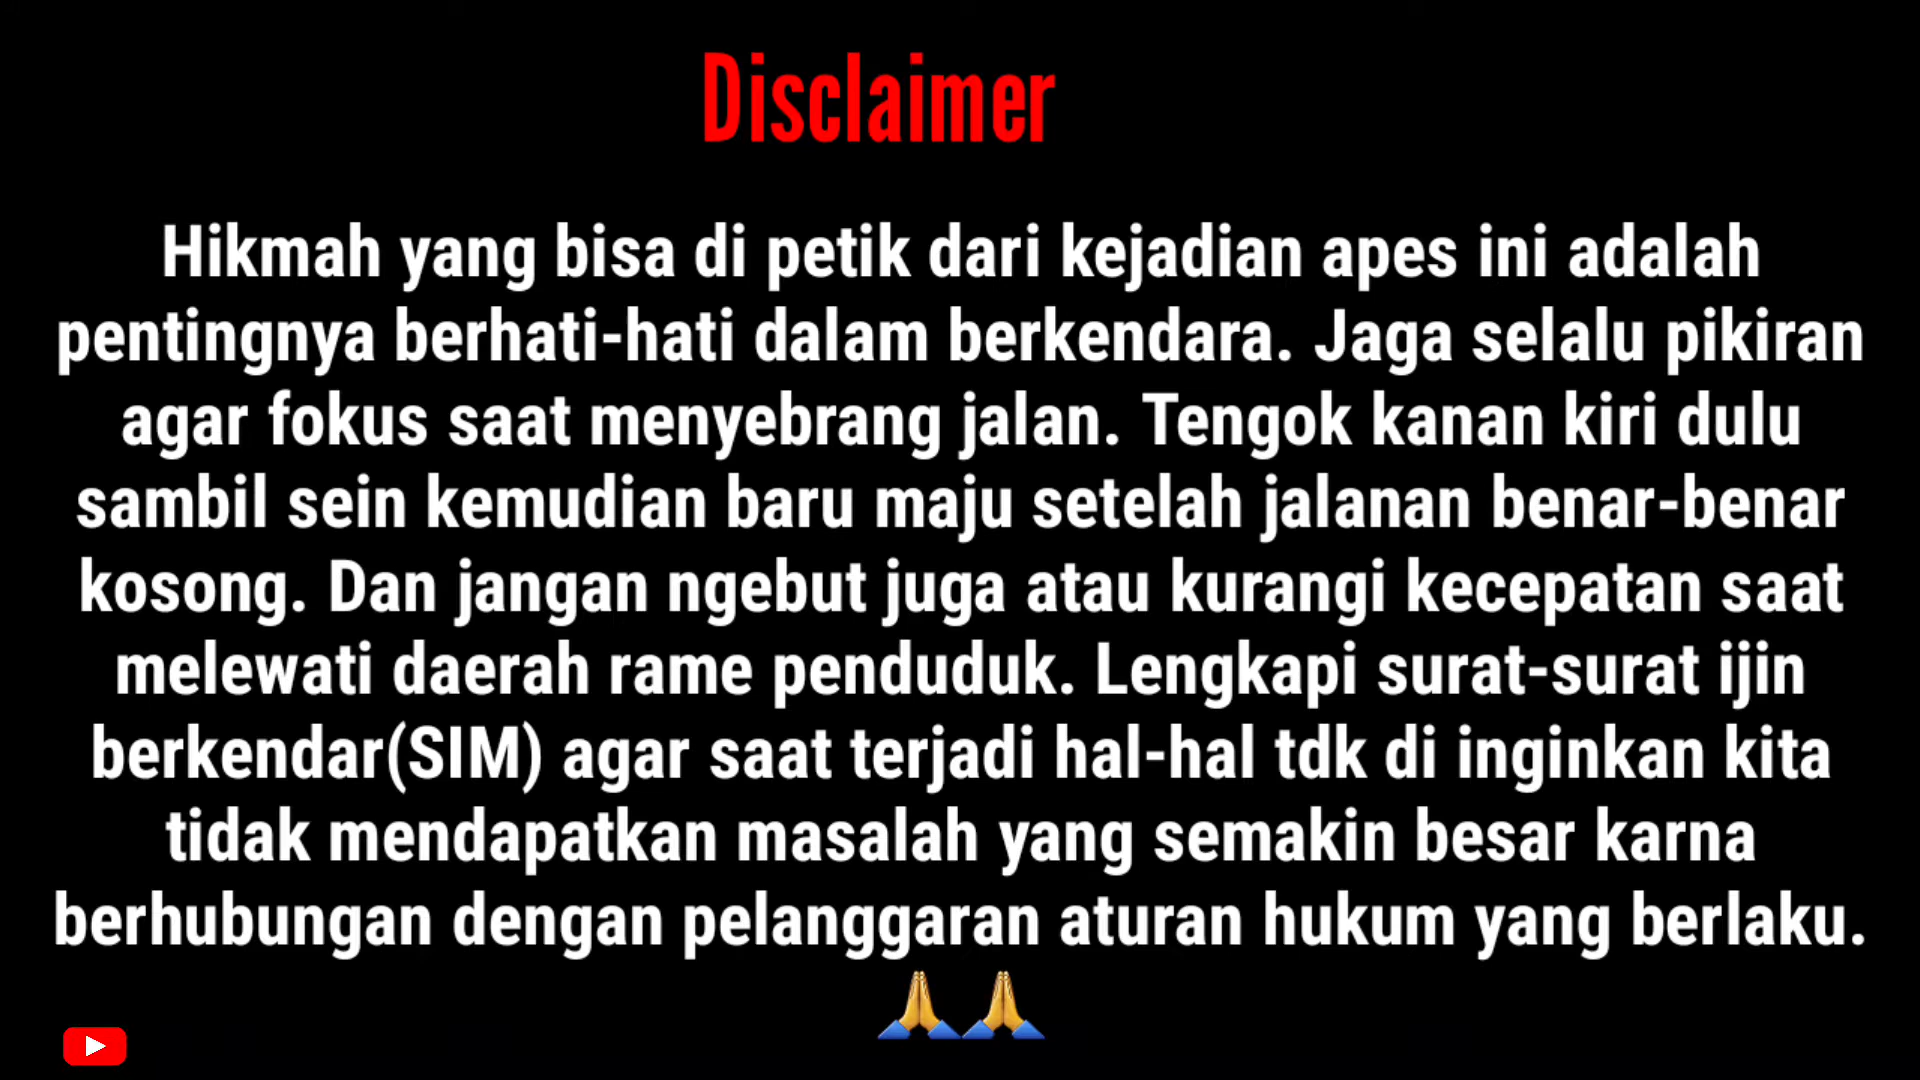 Disclaimer
Hikmah yang bisa di petik dari kejadian apes ini adalah
pentingnya berhati-hati dalam berkendara. Jaga selalu pikiran
agar fokus saat menyebrang jalan. Tengok kanan kiri dulu
sambil sein kemudian baru maju setelah jalanan benar-benar
kosong. Dan jangan ngebut juga atau kurangi kecepatan saat
melewati daerah rame penduduk. Lengkapi surat-surat ijin
berkendar(SIM) agar saat terjadi hal-hal tdk di inginkan kita
tidak mendapatkan masalah yang semakin besar karna
berhubungan dengan pelanggaran aturan hukum yang berlaku.
🙏🙏